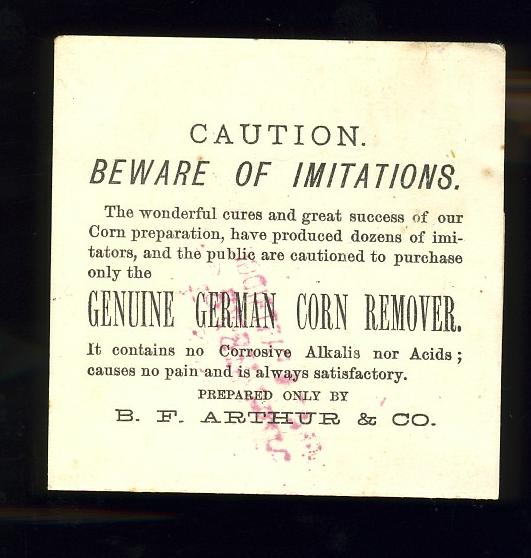 CAUTION.
BEWARE OF IMITATIONS.
The wonderful cures and great success of our
Corn preparation, have produced dozens of imi-
tators, and the public are cautioned to purchase
only the
GENUINE GERMAN CORN REMOVER.
It contains no Corrosive Alkalis nor Acids;
causes no pain and is always satisfactory.
PREPARED ONLY BY
B. F. ARTHUR & CO.